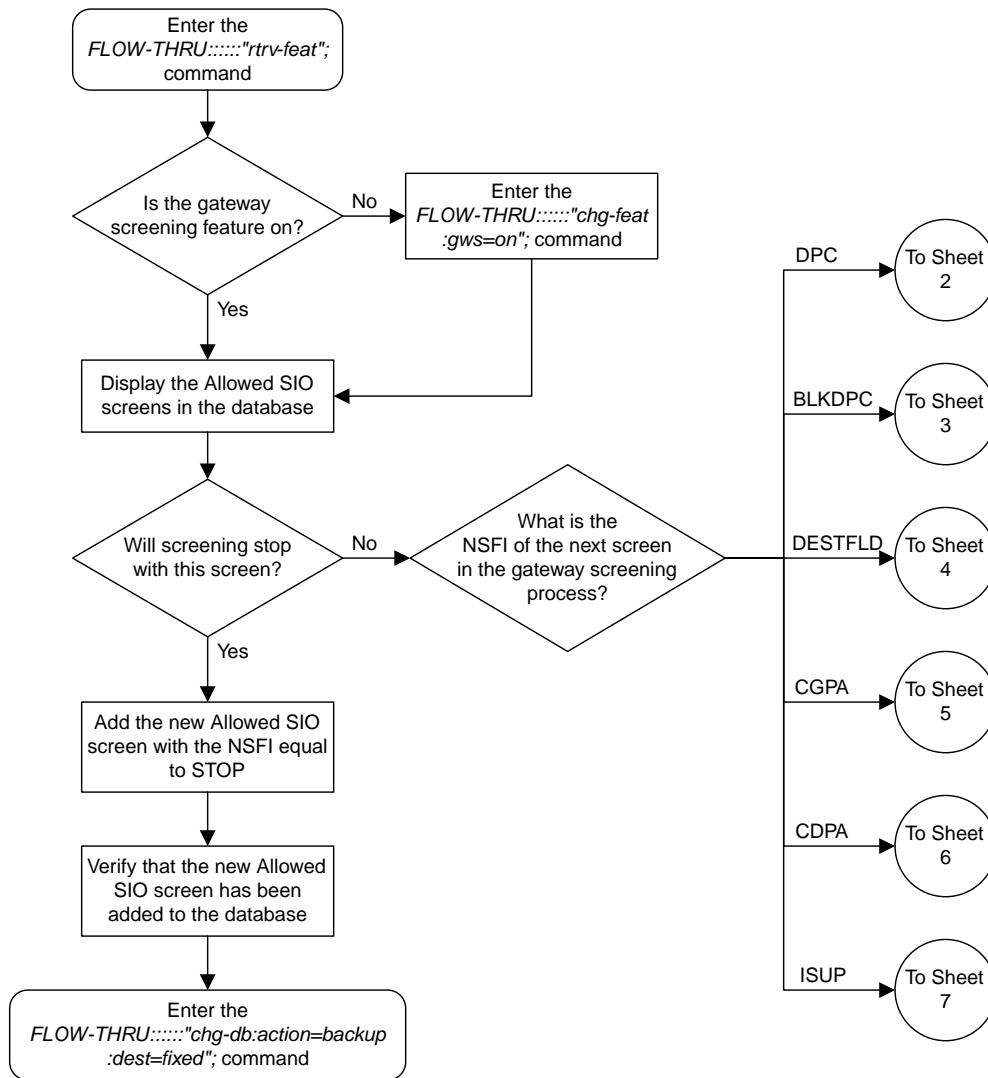 Enter the
FLOW-THRU::::::"rtrv-feat";
command
Is the gateway
screening feature on?
No
Enter the
FLOW-THRU::::::"chg-feat
:gws=on"; command
Yes
Display the Allowed SIO
screens in the database
Will screening stop
with this screen?
No
What is the
NSFI of the next screen
in the gateway screening
process?
Yes
Add the new Allowed SIO
screen with the NSFI equal
to STOP
Verify that the new Allowed
SIO screen has been
added to the database
Enter the
FLOW-THRU::::::"chg-db:action=backup
:dest=fixed"; command
DPC
To Sheet
2
BLKDPC
To Sheet
3
DESTFLD
To Sheet
4
CGPA
To Sheet
5
CDPA
To Sheet
6
ISUP
To Sheet
7